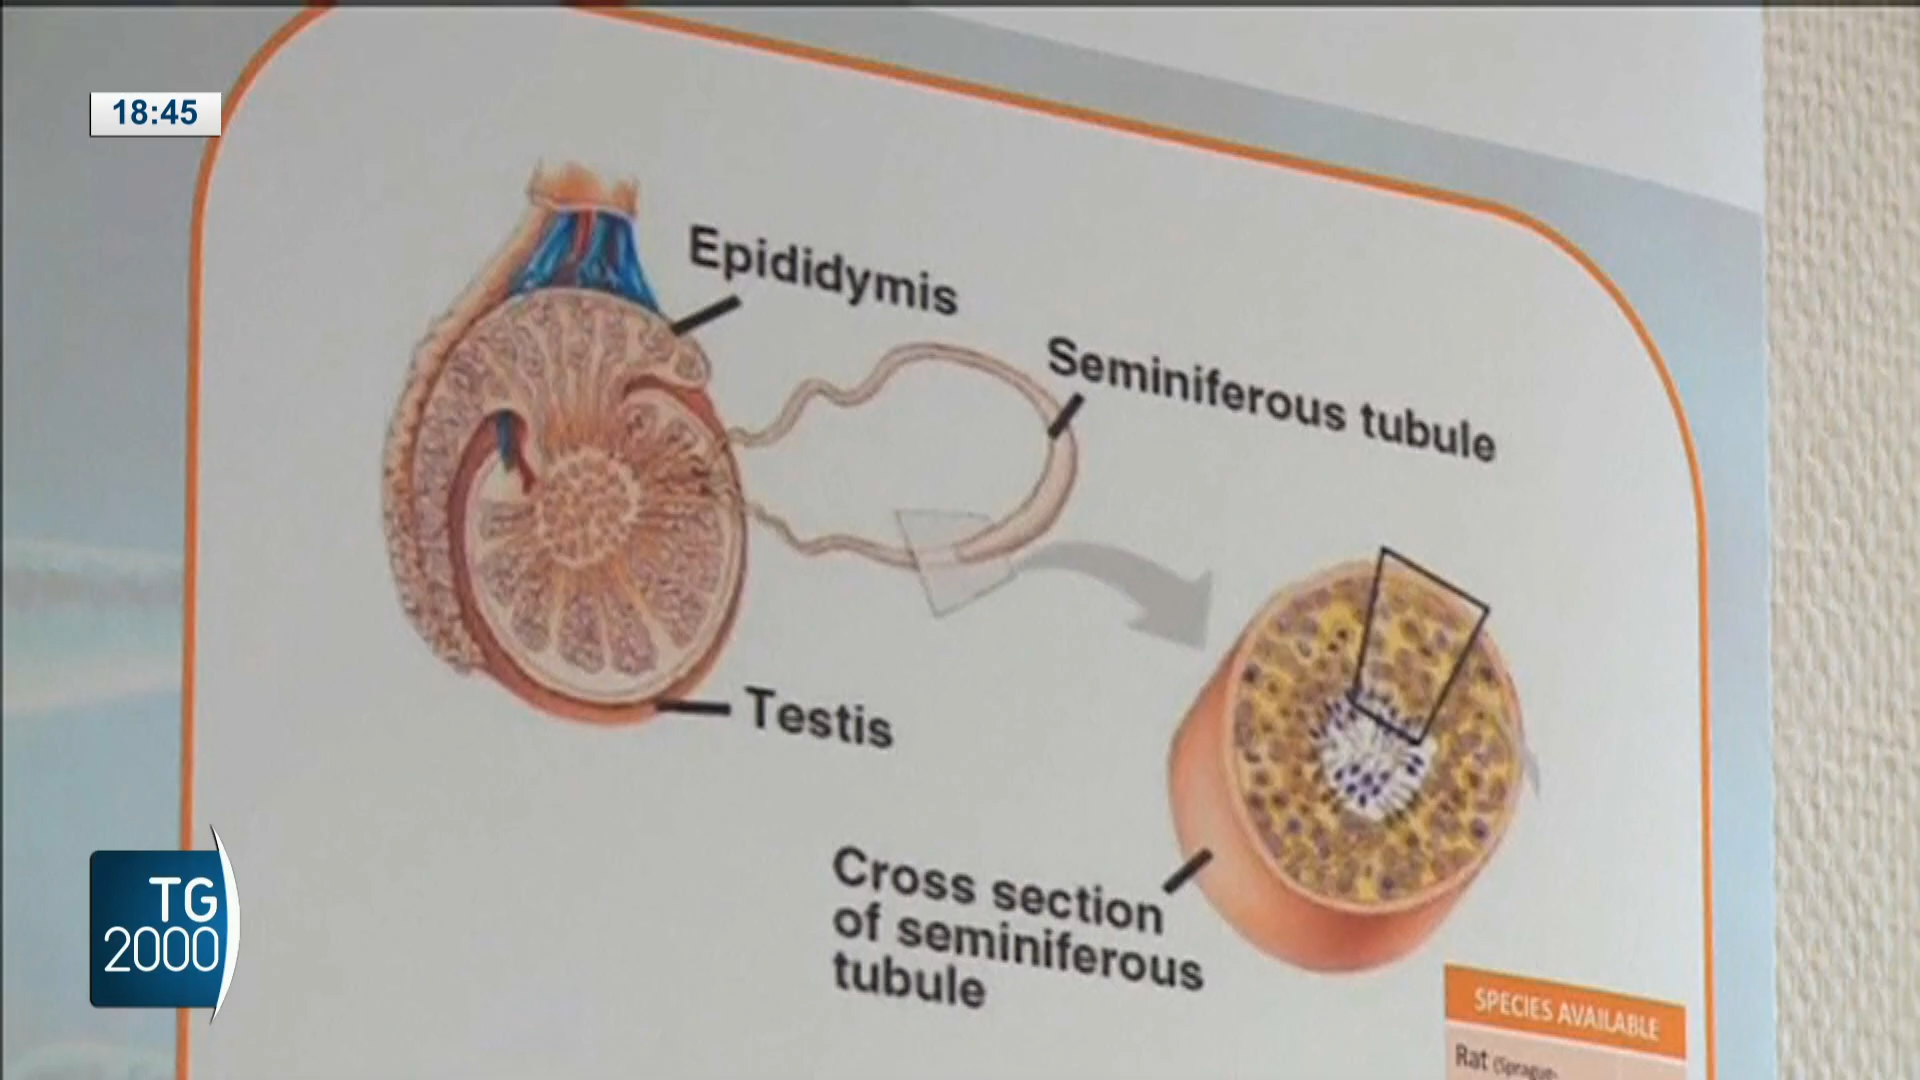 18:45
Epididymis
Seminiferous tubule
Testis
Cross section
of seminiferous
tubule
SPECIES AVAILABLE
Rat
TG
2000